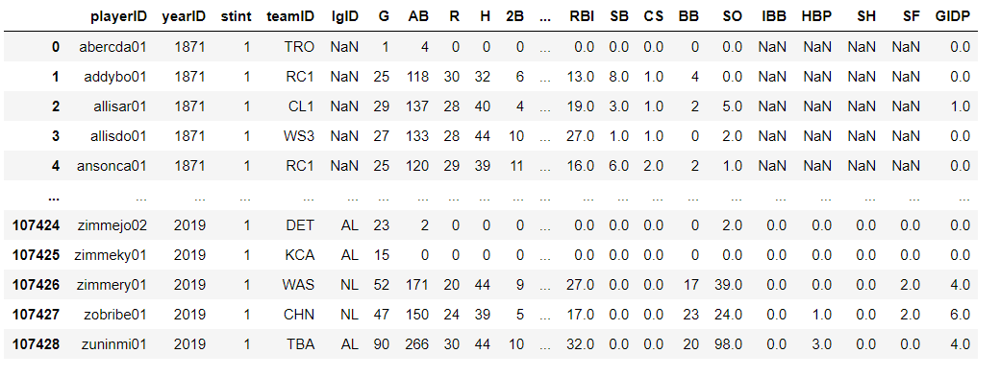 playerID yearID stint teamID lgID G AB R H 2B ... RBI SB CS BB SO IBB HBP SH SF GIDP
0 abercda01 1871 1 TRO NaN 1 4 0 0 0 ... 0.0 0.0 0.0 0 0.0 NaN NaN NaN NaN 0.0
1 addybo01 1871 1 RC1 NaN 25 118 30 32 6 ... 13.0 8.0 1.0 4 0.0 NaN NaN NaN NaN 0.0
2 allisar01 1871 1 CL1 NaN 29 137 28 40 4 ... 19.0 3.0 1.0 2 5.0 NaN NaN NaN NaN 1.0
3 allisdo01 1871 1 WS3 NaN 27 133 28 44 10 ... 27.0 1.0 1.0 0 2.0 NaN NaN NaN NaN 0.0
4 ansonca01 1871 1 RC1 NaN 25 120 29 39 11 ... 16.0 6.0 2.0 2 1.0 NaN NaN NaN NaN 0.0
... ... ... ... ... ... ... ... ... ... ... ... ... ... ... ... ... ... ... ... ... ...
107424 zimmejo02 2019 1 DET AL 23 2 0 0 0 ... 0.0 0.0 0.0 0 2.0 0.0 0.0 0.0 0.0 0.0
107425 zimmeky01 2019 1 KCA AL 15 0 0 0 0 ... 0.0 0.0 0.0 0 0.0 0.0 0.0 0.0 0.0 0.0
107426 zimmery01 2019 1 WAS NL 52 171 20 44 9 ... 27.0 0.0 0.0 17 39.0 0.0 0.0 0.0 2.0 4.0
107427 zobribe01 2019 1 CHN NL 47 150 24 39 5 ... 17.0 0.0 0.0 23 24.0 0.0 1.0 0.0 2.0 6.0
107428 zuninmi01 2019 1 TBA AL 90 266 30 44 10 ... 32.0 0.0 0.0 20 98.0 0.0 3.0 0.0 0.0 4.0